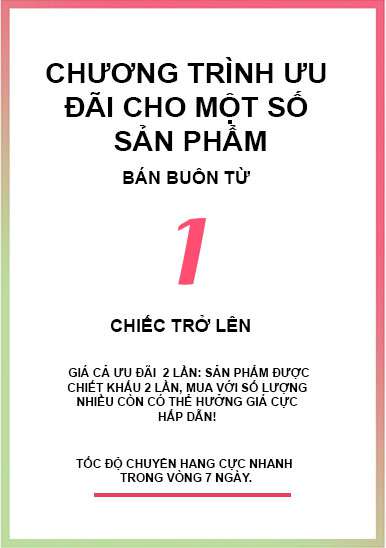 CHƯƠNG TRÌNH ƯU
ĐÃI CHO MỘT SỐ
SẢN PHẨM
BÁN BUÔN TỪ
1
CHIẾC TRỞ LÊN
GIÁ CẢ ƯU ĐÃI 2 LẦN: SẢN PHẨM ĐƯỢC
CHIẾT KHẤU 2 LẦN, MUA VỚI SỐ LƯỢNG
NHIỀU CÒN CÓ THỂ HƯỞNG GIÁ CỰC
HẤP DẪN!
TỐC ĐỘ CHUYỂN HANG CỰC NHANH
TRONG VÒNG 7 NGÀY.